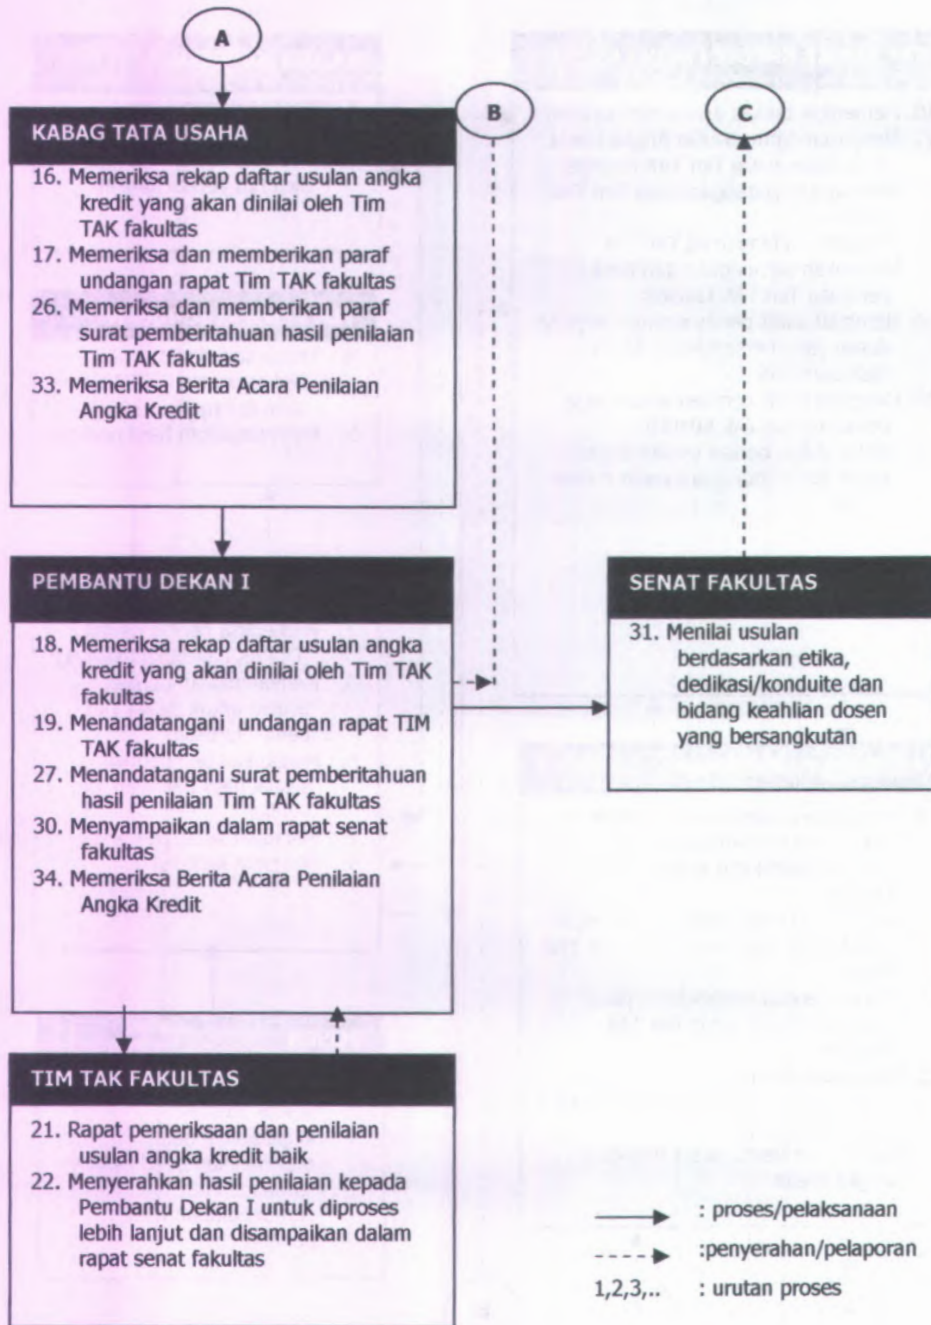 A
B
C
KABAG TATA USAHA
16. Memeriksa rekap daftar usulan angka
kredit yang akan dinilai oleh Tim
TAK fakultas
17. Memeriksa dan memberikan paraf
undangan rapat Tim TAK fakultas
26. Memeriksa dan memberikan paraf
surat pemberitahuan hasil penilaian
Tim TAK fakultas
33. Memeriksa Berita Acara Penilaian
Angka Kredit
PEMBANTU DEKAN I
18. Memeriksa rekap daftar usulan angka
kredit yang akan dinilai oleh Tim TAK
fakultas
19. Menandatangani undangan rapat TIM
TAK fakultas
27. Menandatangani surat pemberitahuan
hasil penilaian Tim TAK fakultas
30. Menyampaikan dalam rapat senat
fakultas
34. Memeriksa Berita Acara Penilaian
Angka Kredit
SENAT FAKULTAS
31. Menilai usulan
berdasarkan etika,
dedikasi/konduite dan
bidang keahlian dosen
yang bersangkutan
TIM TAK FAKULTAS
21. Rapat pemeriksaan dan penilaian
usulan angka kredit baik
22. Menyerahkan hasil penilaian kepada
Pembantu Dekan I untuk diproses
lebih lanjut dan disampaikan dalam
rapat senat fakultas
: proses/pelaksanaan
:penyerahan/pelaporan
1,2,3,.. : urutan proses